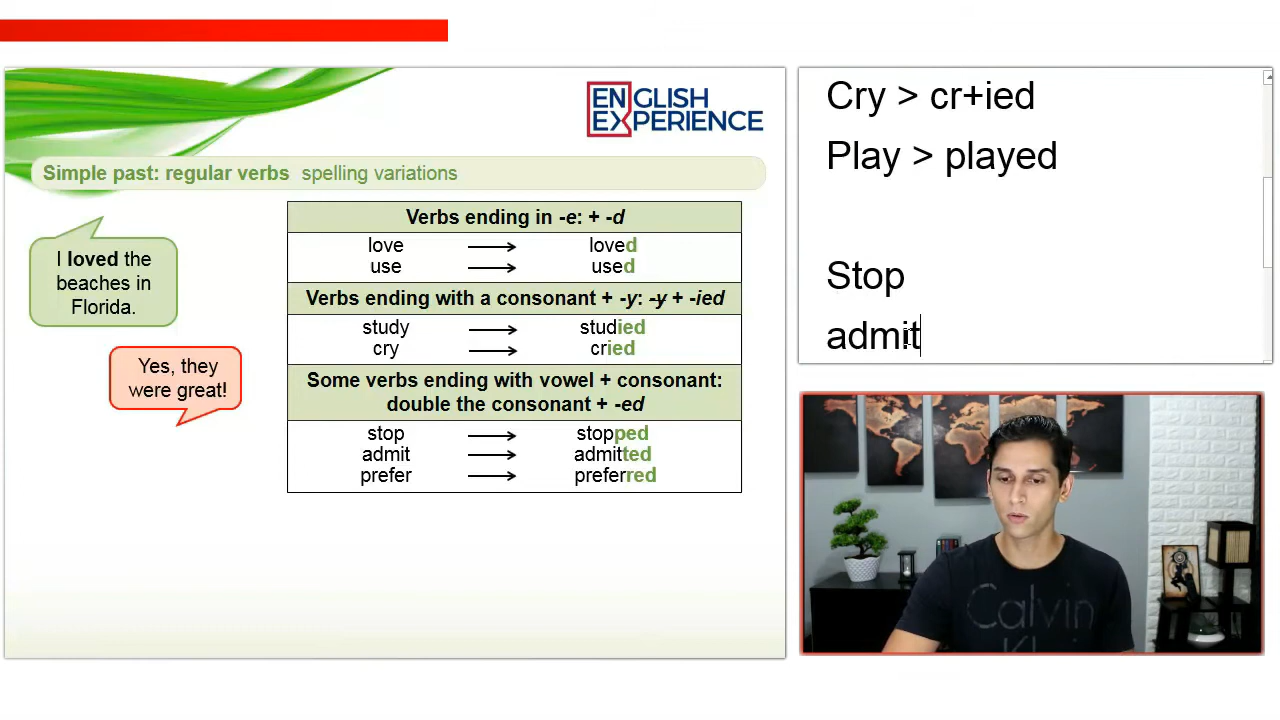 ENGLISH
EXPERIENCE
Simple past: regular verbs spelling variations
I loved the
beaches in
Florida.
Yes, they
were great!
Verbs ending in -e: + -d
love → loved
use → used
Verbs ending with a consonant + -y: -y + -ied
study → studied
cry → cried
Some verbs ending with vowel + consonant:
double the consonant + -ed
stop → stopped
admit → admitted
prefer → preferred
Cry > cr+ied
Play > played
Stop
admit
Calvin